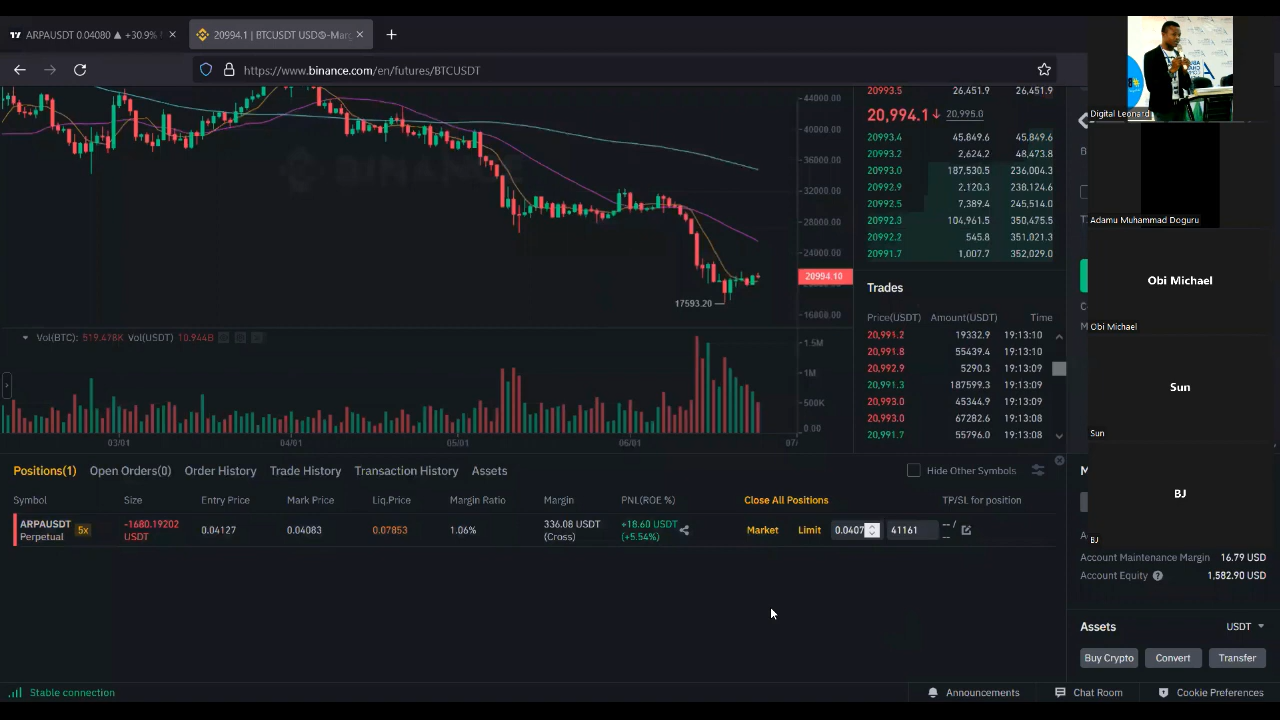 ARPAUSDT 0.04080 ▲ +30.9%
20994.1 | BTCUSDT USDⓈ-Marg
https://www.binance.com/en/futures/BTCUSDT
Digital Leonard
Adamu Muhammad Doguru
Obi Michael
Obi Michael
Sun
Sun
BJ
BJ
BINANCE
44000.00
40000.00
36000.00
32000.00
28000.00
24000.00
20994.10
16000.00
17593.20
Vol(BTC): 519.478K Vol(USDT) 10.944B
1.5M
1M
500K
0.00
03/01 04/01 05/01 06/01 07/
20993.5 26,451.9 26,451.9
20,994.1↓ 20,995.0
20993.4 45,849.6 45,849.6
20993.2 2,624.2 48,473.8
20993.0 187,530.5 236,004.3
20992.9 2,120.3 238,124.6
20992.5 7,389.4 245,514.0
20992.3 104,961.5 350,475.5
20992.2 545.8 351,021.3
20991.7 1,007.7 352,029.0
Trades
Price(USDT) Amount(USDT) Time
20,991.2 19332.9 19:13:10
20,991.8 55439.4 19:13:10
20,992.9 5290.3 19:13:09
20,991.3 187599.3 19:13:09
20,993.0 45344.9 19:13:09
20,993.0 67282.6 19:13:08
20,991.7 55796.0 19:13:08
Positions(1) Open Orders(0) Order History Trade History Transaction History Assets
Hide Other Symbols
Symbol Size Entry Price Mark Price Liq.Price Margin Ratio Margin PNL(ROE %) Close All Positions TP/SL for position
ARPAUSDT 5x -1680.19202 0.04127 0.04083 0.07853 1.06% 336.08 USDT +18.60 USDT Market Limit 0.0407 41161 -- /
Perpetual USDT (Cross) (+5.54%) --
Account Maintenance Margin 16.79 USD
Account Equity 1,582.90 USD
Assets USDT
Buy Crypto Convert Transfer
Stable connection
Announcements Chat Room Cookie Preferences